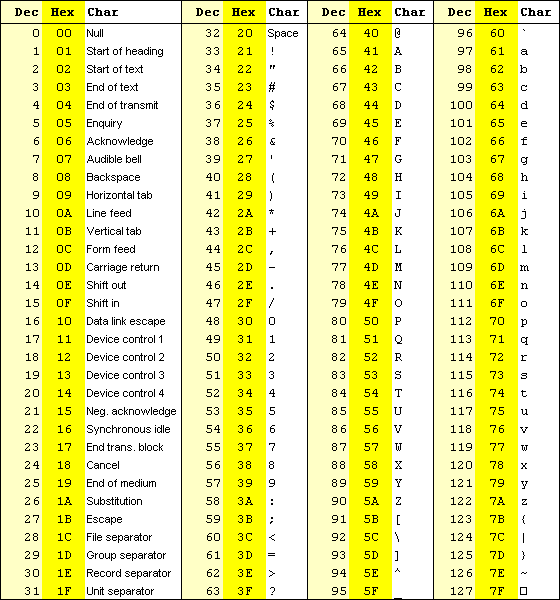 Dec Hex Char Dec Hex Char Dec Hex Char Dec Hex Char
0 00 Null 32 20 Space 64 40 @ 96 60 `
1 01 Start of heading 33 21 ! 65 41 A 97 61 a
2 02 Start of text 34 22 " 66 42 B 98 62 b
3 03 End of text 35 23 # 67 43 C 99 63 c
4 04 End of transmit 36 24 $ 68 44 D 100 64 d
5 05 Enquiry 37 25 % 69 45 E 101 65 e
6 06 Acknowledge 38 26 & 70 46 F 102 66 f
7 07 Audible bell 39 27 ' 71 47 G 103 67 g
8 08 Backspace 40 28 ( 72 48 H 104 68 h
9 09 Horizontal tab 41 29 ) 73 49 I 105 69 i
10 0A Line feed 42 2A * 74 4A J 106 6A j
11 0B Vertical tab 43 2B + 75 4B K 107 6B k
12 0C Form feed 44 2C , 76 4C L 108 6C l
13 0D Carriage return 45 2D - 77 4D M 109 6D m
14 0E Shift out 46 2E . 78 4E N 110 6E n
15 0F Shift in 47 2F / 79 4F O 111 6F o
16 10 Data link escape 48 30 0 80 50 P 112 70 p
17 11 Device control 1 49 31 1 81 51 Q 113 71 q
18 12 Device control 2 50 32 2 82 52 R 114 72 r
19 13 Device control 3 51 33 3 83 53 S 115 73 s
20 14 Device control 4 52 34 4 84 54 T 116 74 t
21 15 Neg. acknowledge 53 35 5 85 55 U 117 75 u
22 16 Synchronous idle 54 36 6 86 56 V 118 76 v
23 17 End trans. block 55 37 7 87 57 W 119 77 w
24 18 Cancel 56 38 8 88 58 X 120 78 x
25 19 End of medium 57 39 9 89 59 Y 121 79 y
26 1A Substitution 58 3A : 90 5A Z 122 7A z
27 1B Escape 59 3B ; 91 5B [ 123 7B {
28 1C File separator 60 3C < 92 5C \ 124 7C |
29 1D Group separator 61 3D = 93 5D ] 125 7D }
30 1E Record separator 62 3E > 94 5E ^ 126 7E ~
31 1F Unit separator 63 3F ? 95 5F _ 127 7F □